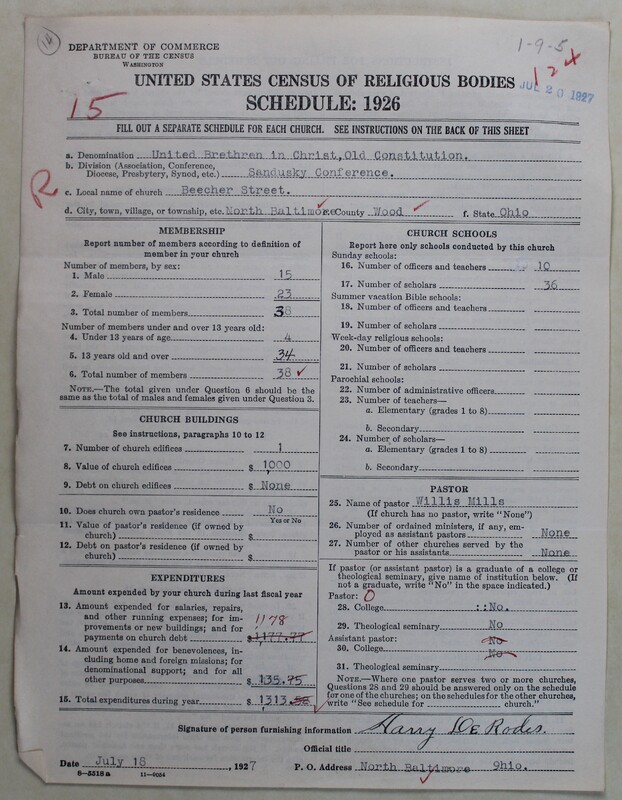 DEPARTMENT OF COMMERCE
BUREAU OF THE CENSUS
WASHINGTON
1-9-5
124
JUL 20 1927
UNITED STATES CENSUS OF RELIGIOUS BODIES
15
SCHEDULE: 1926
FILL OUT A SEPARATE SCHEDULE FOR EACH CHURCH. SEE INSTRUCTIONS ON THE BACK OF THIS SHEET
a. Denomination United Brethren in Christ, Old Constitution.
b. Division (Association, Conference, Diocese, Presbytery, Synod, etc.) Sandusky Conference.
R
c. Local name of church Beecher Street.
d. City, town, village, or township, etc. North Baltimore County Wood f. State Ohio
MEMBERSHIP
Report number of members according to definition of
member in your church
Number of members, by sex:
1. Male 15
2. Female 23
3. Total number of members 38
Number of members under and over 13 years old:
4. Under 13 years of age 4
5. 13 years old and over 34
6. Total number of members 38 ✓
NOTE.—The total given under Question 6 should be the
same as the total of males and females given under Question 3.
CHURCH BUILDINGS
See instructions, paragraphs 10 to 12
7. Number of church edifices 1
8. Value of church edifices $ 1000
9. Debt on church edifices $ None
10. Does church own pastor's residence No
Yes or No
11. Value of pastor's residence (if owned by
church) $
12. Debt on pastor's residence (if owned by
church) $
EXPENDITURES
Amount expended by your church during last fiscal year
13. Amount expended for salaries, repairs,
and other running expenses; for im-
provements or new buildings; and for 1178
payments on church debt $1177.77
14. Amount expended for benevolences, in-
cluding home and foreign missions; for
denominational support; and for all
other purposes $ 135.75
15. Total expenditures during year $ 1313
CHURCH SCHOOLS
Report here only schools conducted by this church
Sunday schools:
16. Number of officers and teachers 10
17. Number of scholars 36
Summer vacation Bible schools:
18. Number of officers and teachers
19. Number of scholars
Week-day religious schools:
20. Number of officers and teachers
21. Number of scholars
Parochial schools:
22. Number of administrative officers
23. Number of teachers—
a. Elementary (grades 1 to 8)
b. Secondary
24. Number of scholars—
a. Elementary (grades 1 to 8)
b. Secondary
PASTOR
25. Name of pastor Willis Mills
(If church has no pastor, write "None")
26. Number of ordained ministers, if any, em-
ployed as assistant pastors None
27. Number of other churches served by the
pastor or his assistants None
If pastor (or assistant pastor) is a graduate of a college or
theological seminary, give name of institution below. (If
not a graduate, write "No" in the space indicated.)
Pastor: 0
28. College ::No.
29. Theological seminary No
Assistant pastor: No
30. College No
31. Theological seminary
NOTE.—Where one pastor serves two or more churches,
Questions 28 and 29 should be answered only on the schedule
for one of the churches; on the schedules for the other churches,
write "See schedule for church."
Signature of person furnishing information Harry De Rodes.
Official title
Date July 18, 1927 P. O. Address North Baltimore Ohio.
6-5518a 11-9054